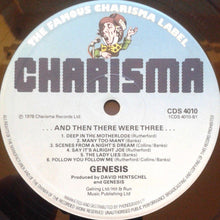 THE FAMOUS CHARISMA LABEL
CHARISMA
℗ 1978 Charisma Records Ltd.
CDS 4010
...AND THEN THERE WERE THREE...
1. DEEP IN THE MOTHERLODE (Rutherford)
2. MANY TOO MANY (Banks)
3. SCENES FROM A NIGHT'S DREAM (Collins/Banks)
4. SAY IT'S ALRIGHT JOE (Rutherford)
5. THE LADY LIES (Banks)
6. FOLLOW YOU FOLLOW ME (Rutherford/Collins/Banks)
GENESIS
Produced by DAVID HENTSCHEL
and GENESIS
Gelring Ltd/Hit & Run
Music Publishing Ltd